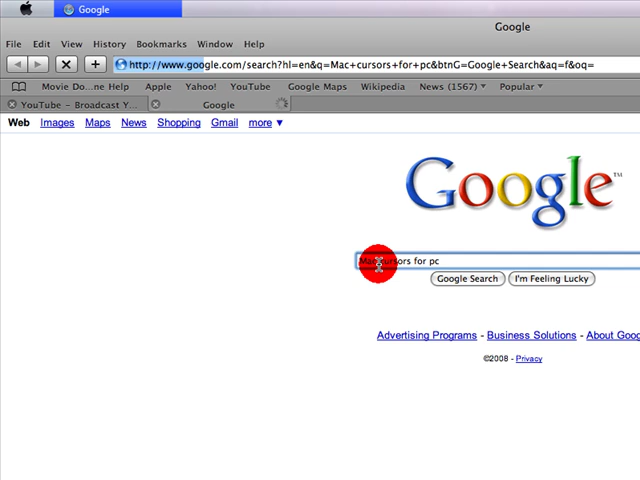 Google
Google
File Edit View History Bookmarks Window Help
http://www.google.com/search?hl=en&q=Mac+cursors+for+pc&btnG=Google+Search&aq=f&oq=
Movie Do...ne Help Apple Yahoo! YouTube Google Maps Wikipedia News (1567) ▾ Popular ▾
YouTube - Broadcast Y... Google
Web Images Maps News Shopping Gmail more ▼
Google™
Mac cursors for pc
Google Search I'm Feeling Lucky
Advertising Programs - Business Solutions - About Goog
©2008 - Privacy